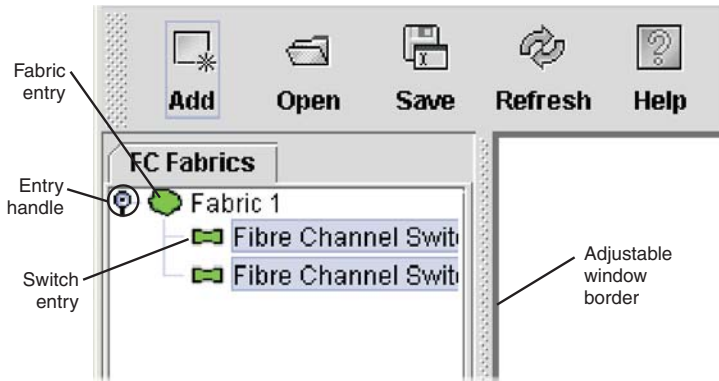 Add
Open
Save
Refresh
Help
Fabric
entry
FC Fabrics
Entry
handle
Fabric 1
Fibre Channel Swit
Switch
entry
Fibre Channel Swit
Adjustable
window
border